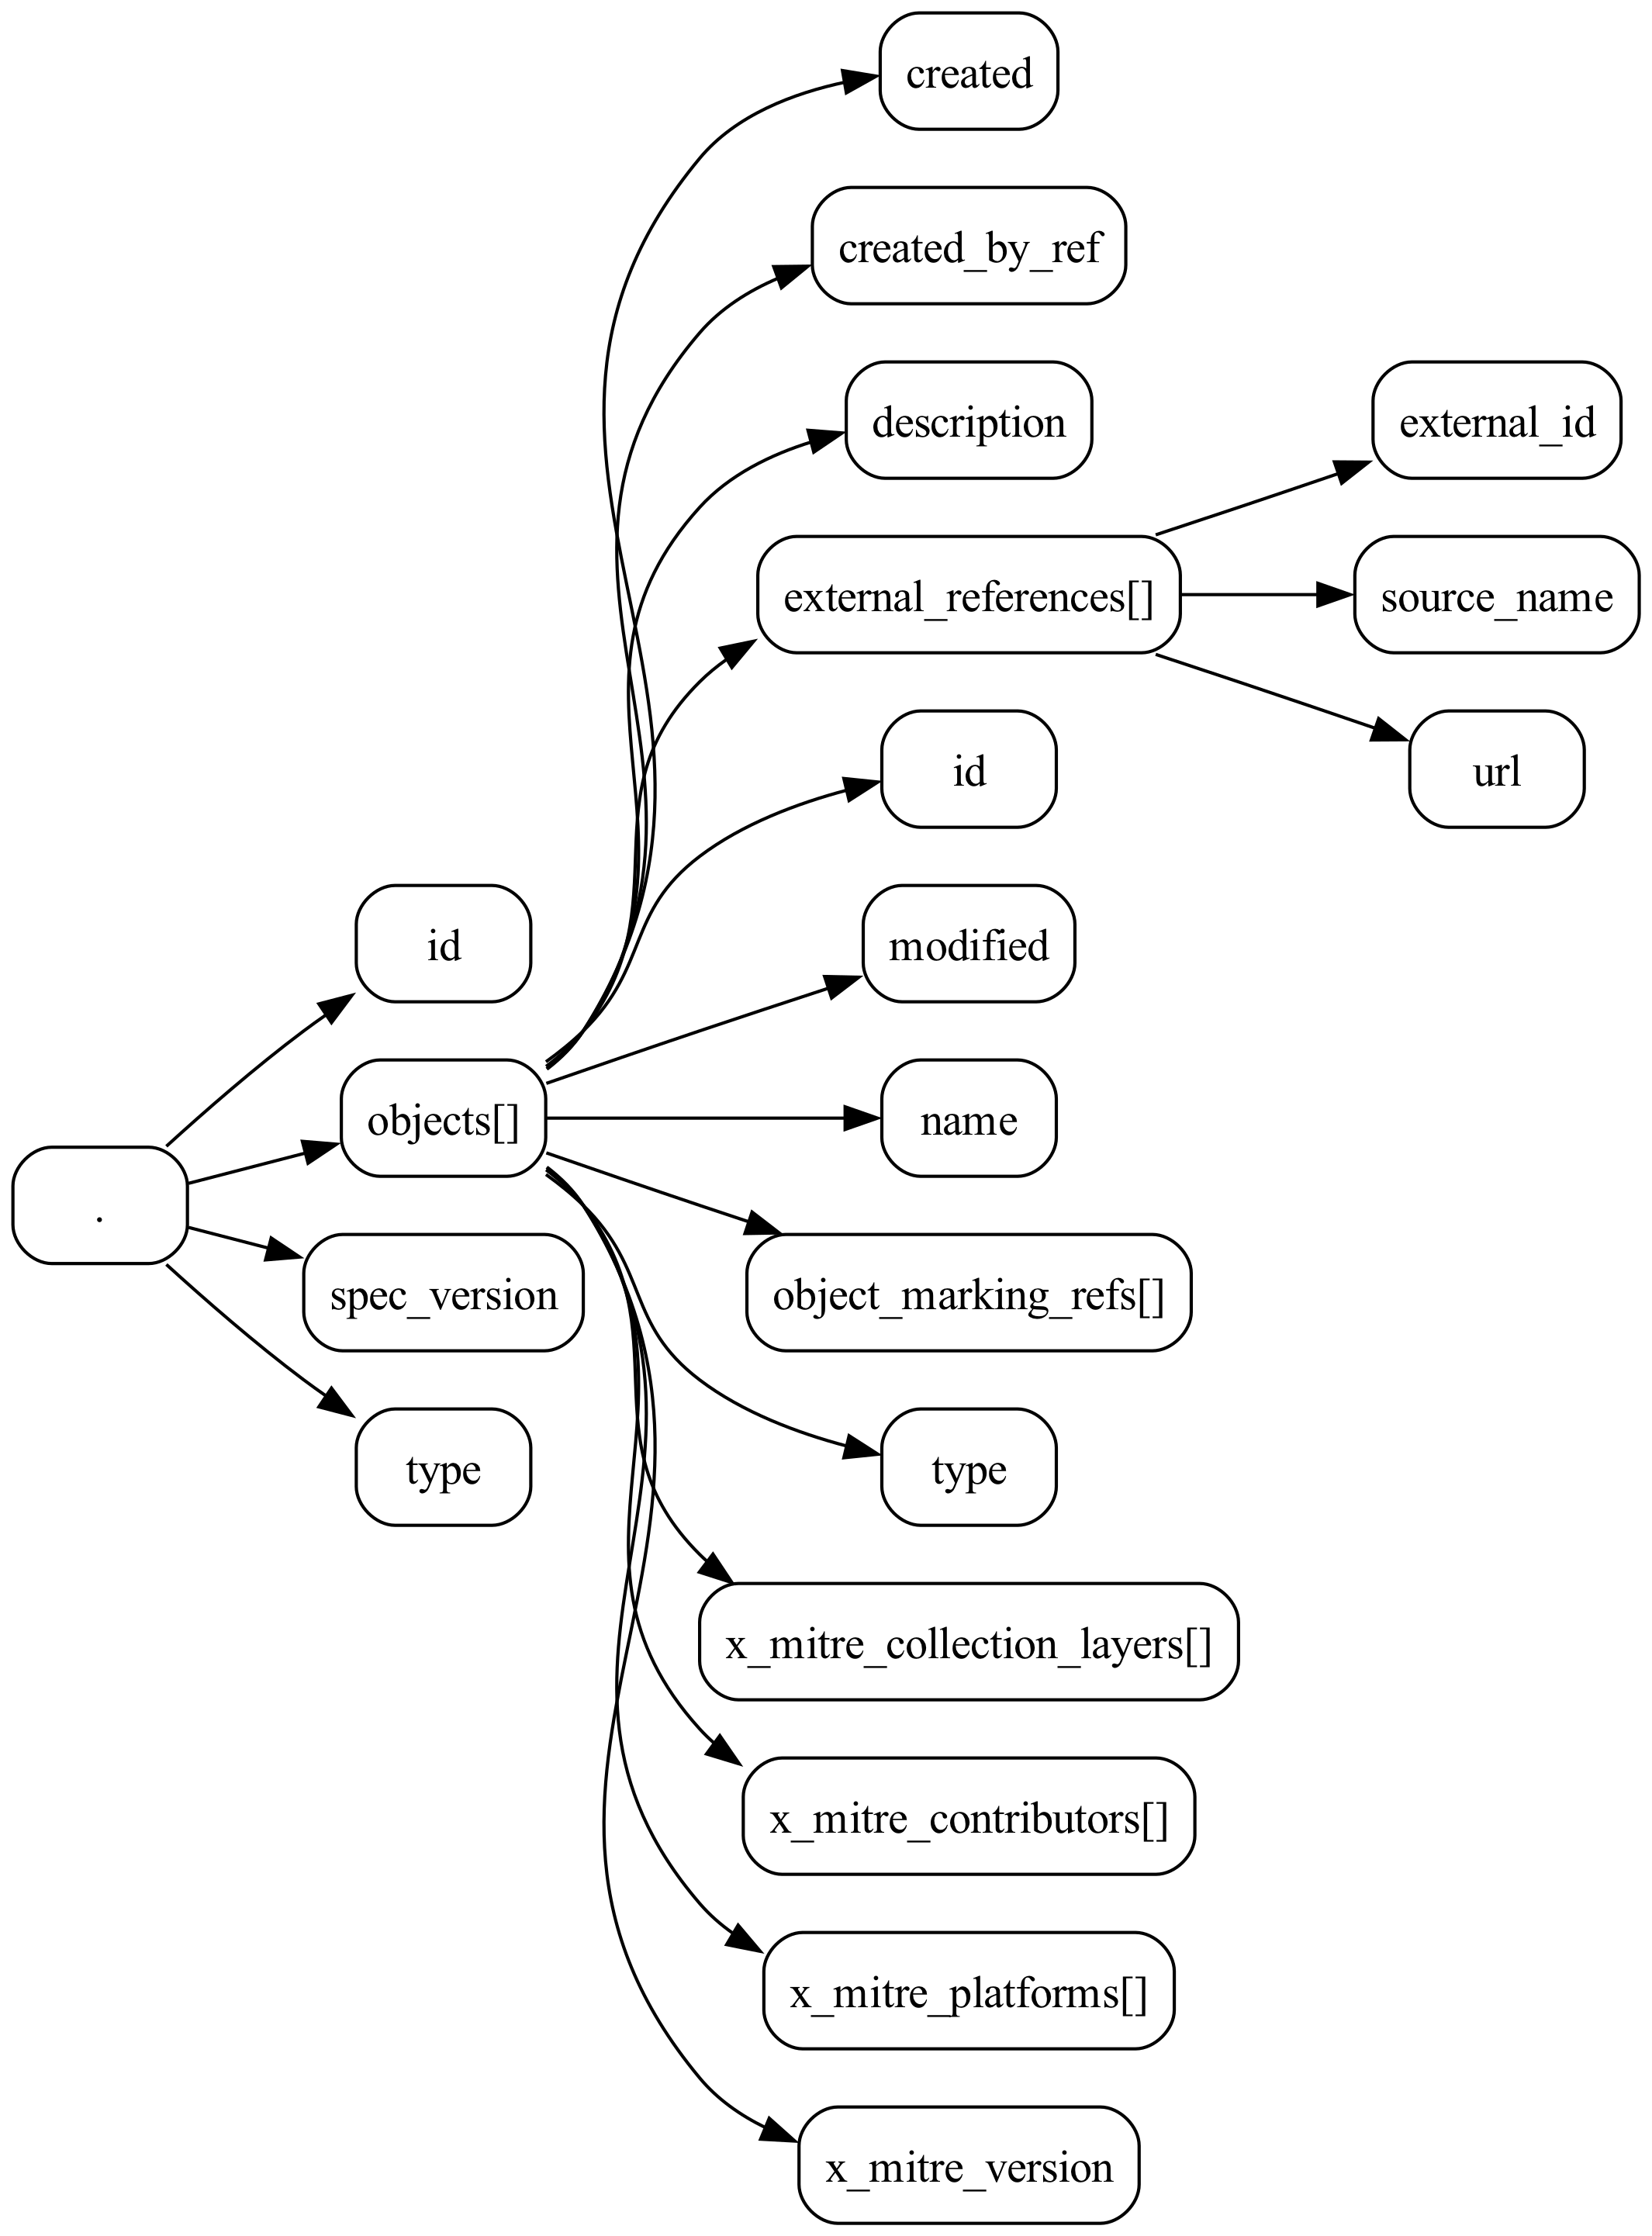 created
created_by_ref
description
external_id
external_references[]
source_name
id
url
id
modified
objects[]
name
.
spec_version
object_marking_refs[]
type
type
x_mitre_collection_layers[]
x_mitre_contributors[]
x_mitre_platforms[]
x_mitre_version